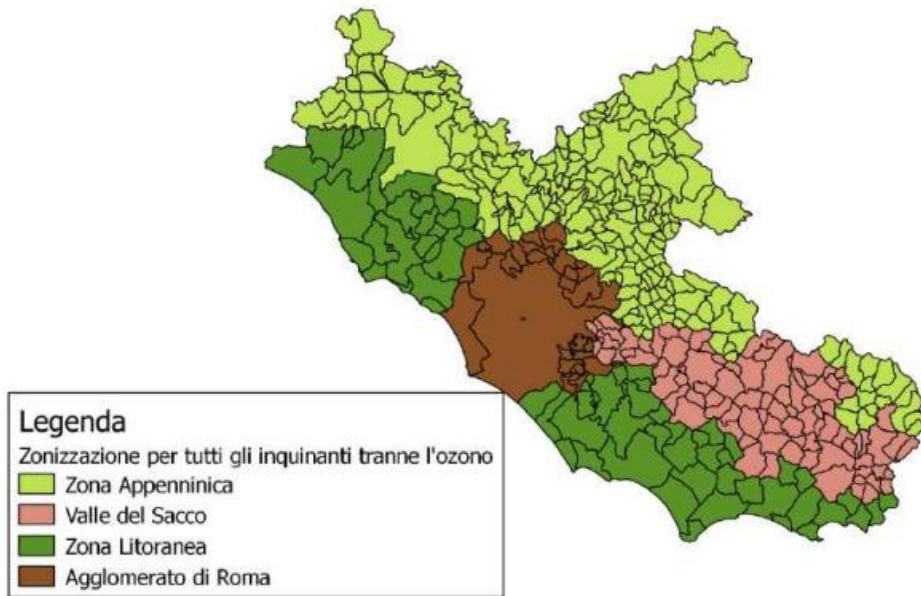 Legenda
Zonizzazione per tutti gli inquinanti tranne l'ozono
Zona Appenninica
Valle del Sacco
Zona Litoranea
Agglomerato di Roma